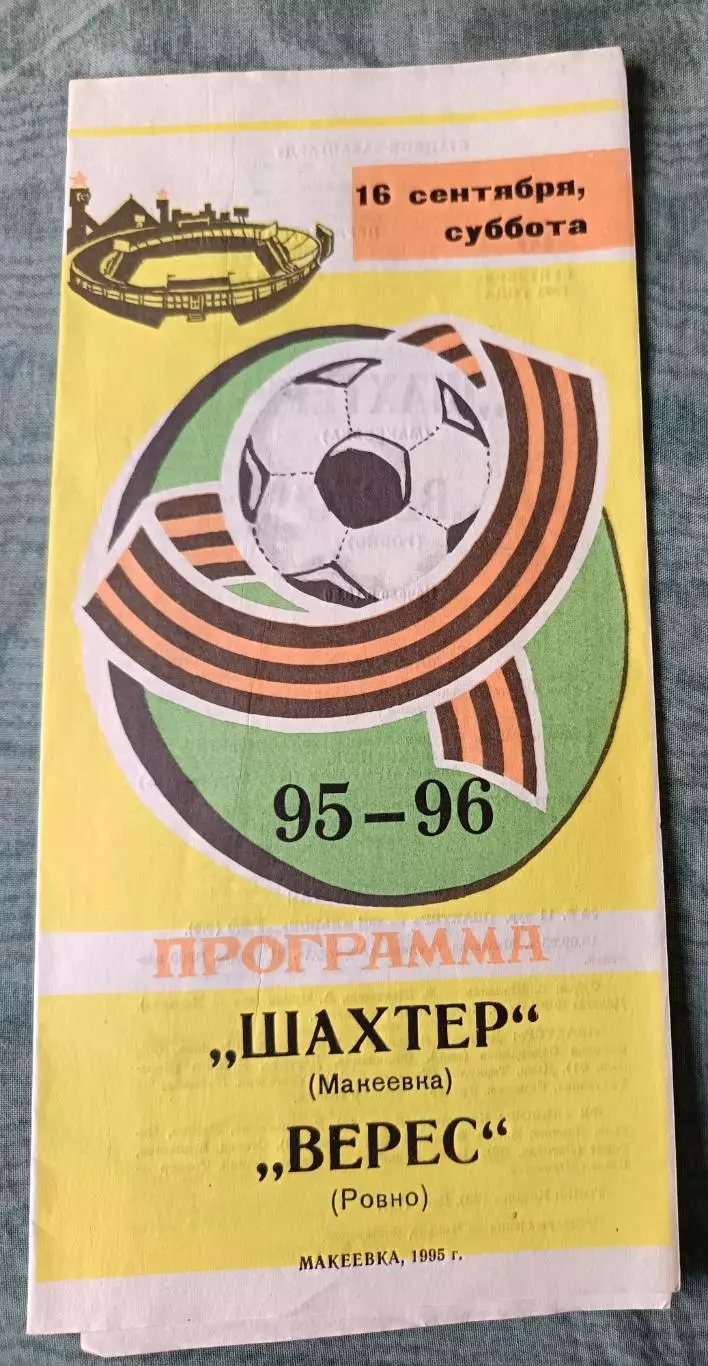 16 сентября,
суббота
95–96
ПРОГРАММА
„ШАХТЕР“
(Макеевка)
„ВЕРЕС“
(Ровно)
МАКЕЕВКА, 1995 г.